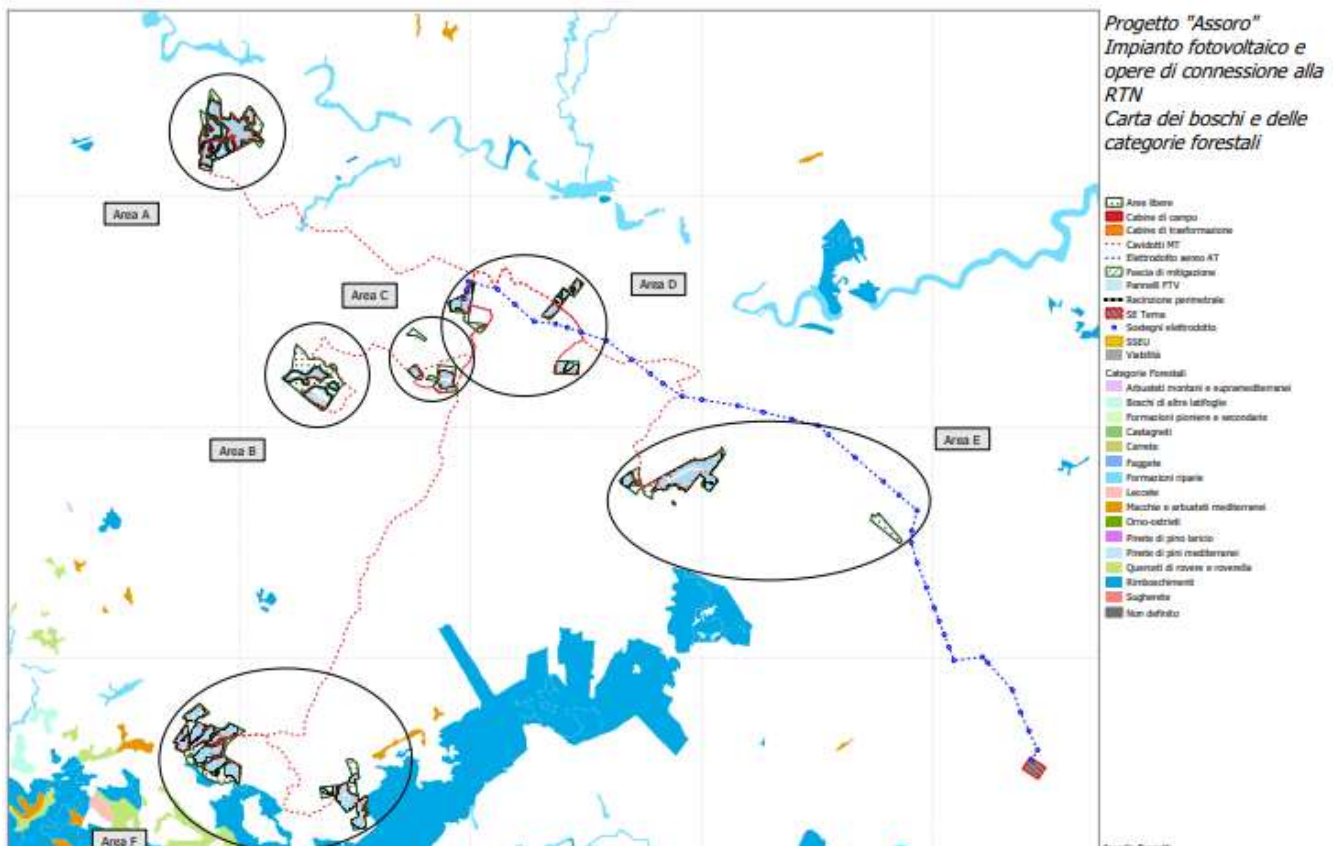 Progetto "Assoro"
Impianto fotovoltaico e
opere di connessione alla
RTN
Carta dei boschi e delle
categorie forestali
Aree libere
Cabine di campo
Cabine di trasformazione
Cavidotti MT
Elettrodotto aereo AT
Fascia di mitigazione
Pannelli FTV
Recinzione perimetrale
SE Terna
Sostegni elettrodotto
SSEU
Viabilità
Categorie Forestali
Arbusteti montani e supramediterranei
Boschi di altre latifoglie
Formazioni pioniere e secondarie
Castagneti
Cerrete
Faggete
Formazioni riparie
Leccete
Macchie e arbusteti mediterranei
Orno-ostrieti
Pinete di pino laricio
Pinete di pini mediterranei
Querceti di rovere e roverella
Rimboschimenti
Sugherete
Non definito
Area A
Area D
Area C
Area E
Area B
Area F